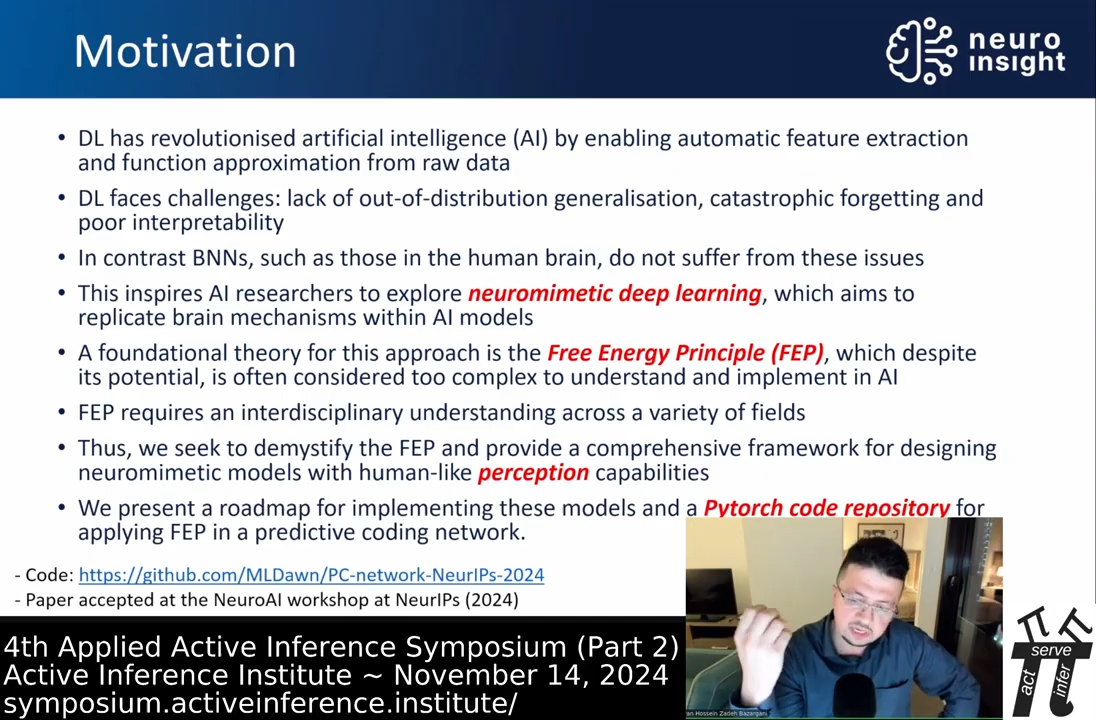 Motivation
neuro
insight
• DL has revolutionised artificial intelligence (AI) by enabling automatic feature extraction
and function approximation from raw data
• DL faces challenges: lack of out-of-distribution generalisation, catastrophic forgetting and
poor interpretability
• In contrast BNNs, such as those in the human brain, do not suffer from these issues
• This inspires AI researchers to explore neuromimetic deep learning, which aims to
replicate brain mechanisms within AI models
• A foundational theory for this approach is the Free Energy Principle (FEP), which despite
its potential, is often considered too complex to understand and implement in AI
• FEP requires an interdisciplinary understanding across a variety of fields
• Thus, we seek to demystify the FEP and provide a comprehensive framework for designing
neuromimetic models with human-like perception capabilities
• We present a roadmap for implementing these models and a Pytorch code repository for
applying FEP in a predictive coding network.
- Code: https://github.com/MLDawn/PC-network-NeurIPs-2024
- Paper accepted at the NeuroAI workshop at NeurIPs (2024)
Hossein Zadeh Bazargani
4th Applied Active Inference Symposium (Part 2)
Active Inference Institute ~ November 14, 2024
symposium.activeinference.institute/
act
serve
infer